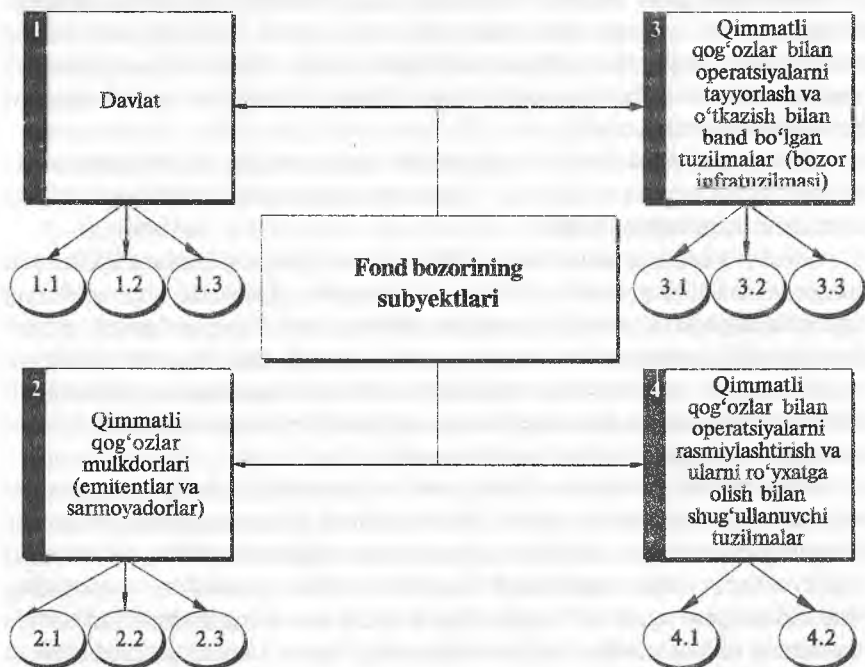 1
Davlat
1.1
1.2
1.3
3
Qimmatli
qog‘ozlar bilan
operatsiyalarni
tayyorlash va
o‘tkazish bilan
band bo‘lgan
tuzilmalar (bozor
infratuzilmasi)
3.1
3.2
3.3
Fond bozorining
subyektlari
2
Qimmatli
qog‘ozlar
mulkdorlari
(emitentlar va
sarmoyadorlar)
2.1
2.2
2.3
4
Qimmatli
qog‘ozlar bilan
operatsiyalarni
rasmiylashtirish va
ularni ro‘yxatga
olish bilan
shug‘ullanuvchi
tuzilmalar
4.1
4.2